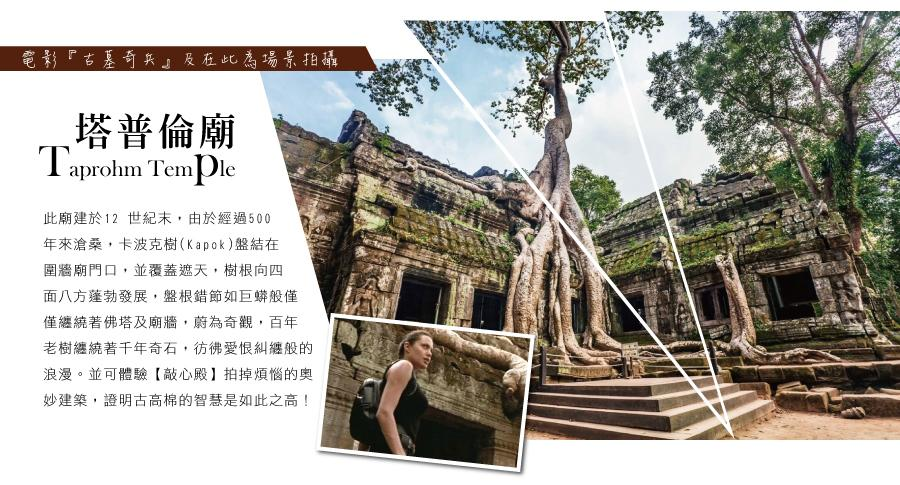 電影『古墓奇兵』及在此為場景拍攝
塔普倫廟
Taprohm Temple
此廟建於12 世紀末，由於經過500
年來滄桑，卡波克樹(Kapok)盤結在
圍牆廟門口，並覆蓋遮天，樹根向四
面八方蓬勃發展，盤根錯節如巨蟒般僅
僅纏繞著佛塔及廟牆，蔚為奇觀，百年
老樹纏繞著千年奇石，彷彿愛恨糾纏般的
浪漫。並可體驗【敲心殿】拍掉煩惱的奧
妙建築，證明古高棉的智慧是如此之高！